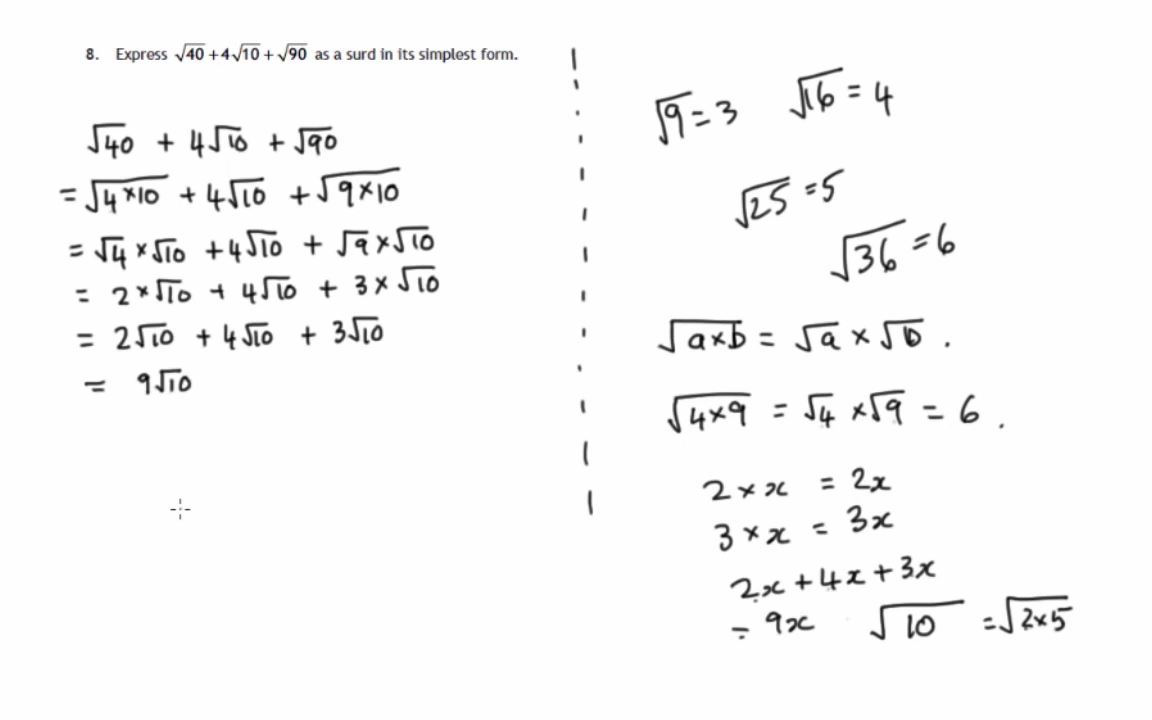 8. Express √40 + 4√10 + √90 as a surd in its simplest form.
√40 + 4√10 + √90
= √4×10 + 4√10 + √9×10
= √4 × √10 + 4√10 + √9 × √10
= 2 × √10 + 4√10 + 3 × √10
= 2√10 + 4√10 + 3√10
= 9√10
√9 = 3
√16 = 4
√25 = 5
√36 = 6
√a×b = √a × √b .
√4×9 = √4 × √9 = 6 .
2 × x = 2x
3 × x = 3x
2x + 4x + 3x
= 9x
√10 = √2×5